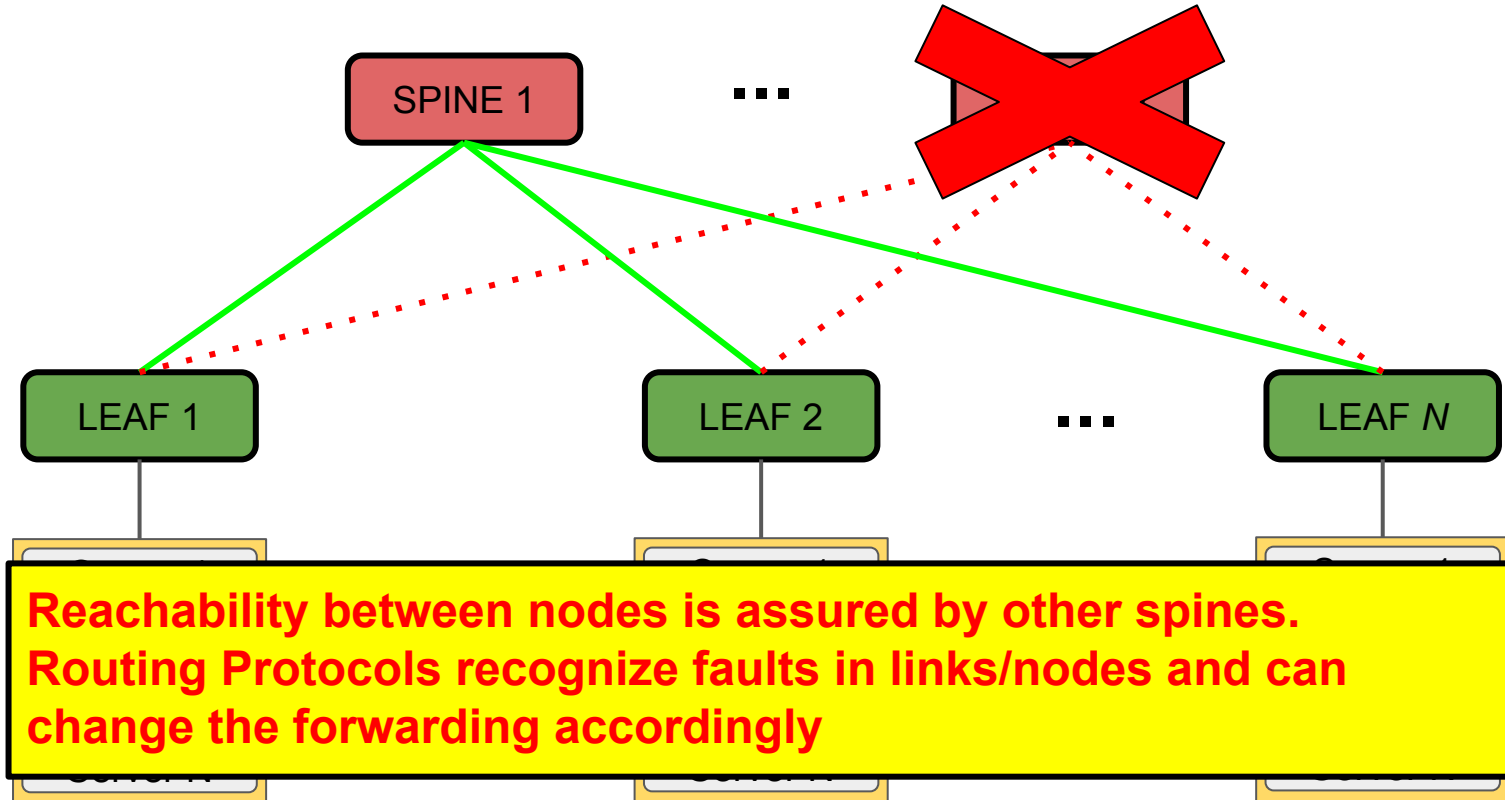 SPINE 1
...
LEAF 1
LEAF 2
...
LEAF N
Reachability between nodes is assured by other spines.
Routing Protocols recognize faults in links/nodes and can
change the forwarding accordingly